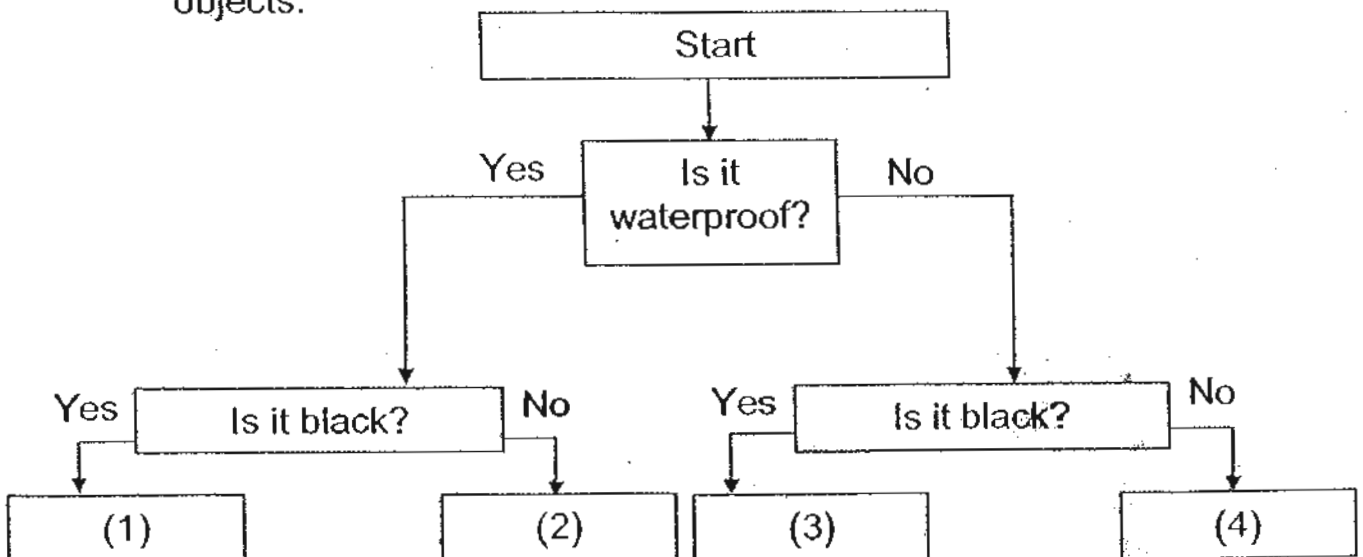 objects.
Start
Yes
Is it
waterproof?
No
Yes
Is it black?
No
Yes
Is it black?
No
(1)
(2)
(3)
(4)